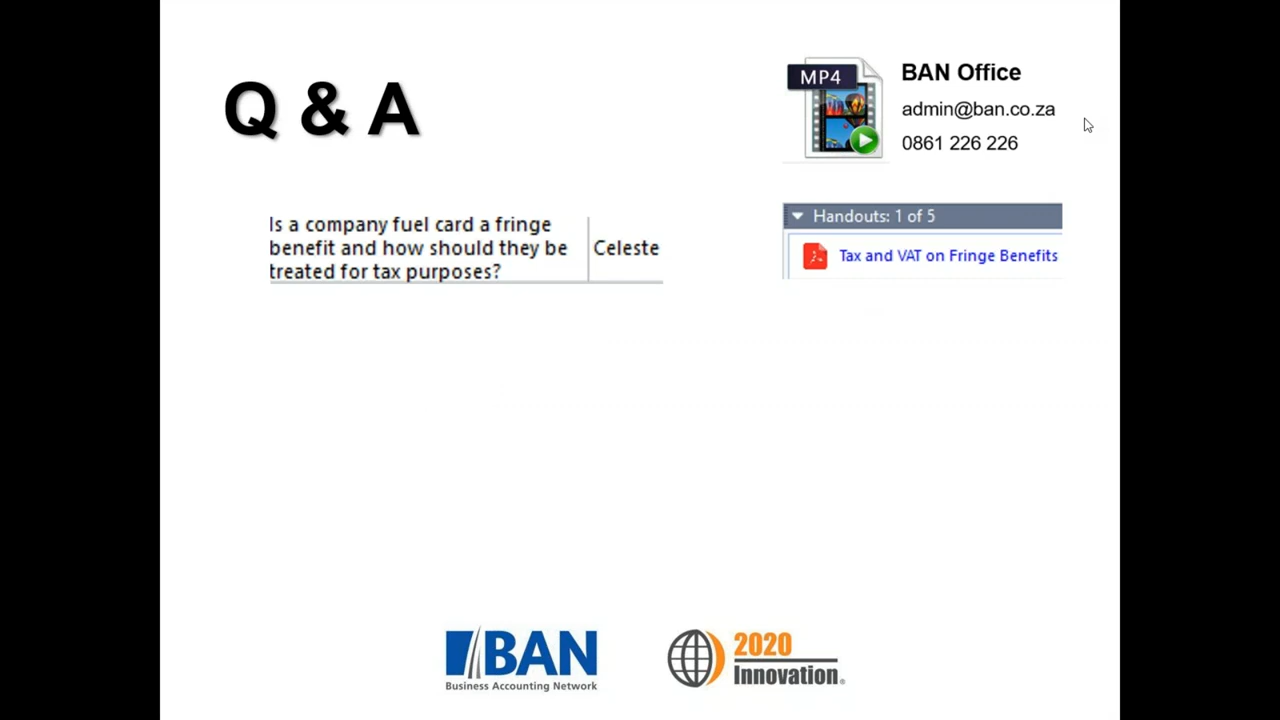 Q & A
MP4
BAN Office
admin@ban.co.za
0861 226 226
Is a company fuel card a fringe
benefit and how should they be
treated for tax purposes?
Celeste
Handouts: 1 of 5
Tax and VAT on Fringe Benefits
BAN
Business Accounting Network
2020
Innovation®